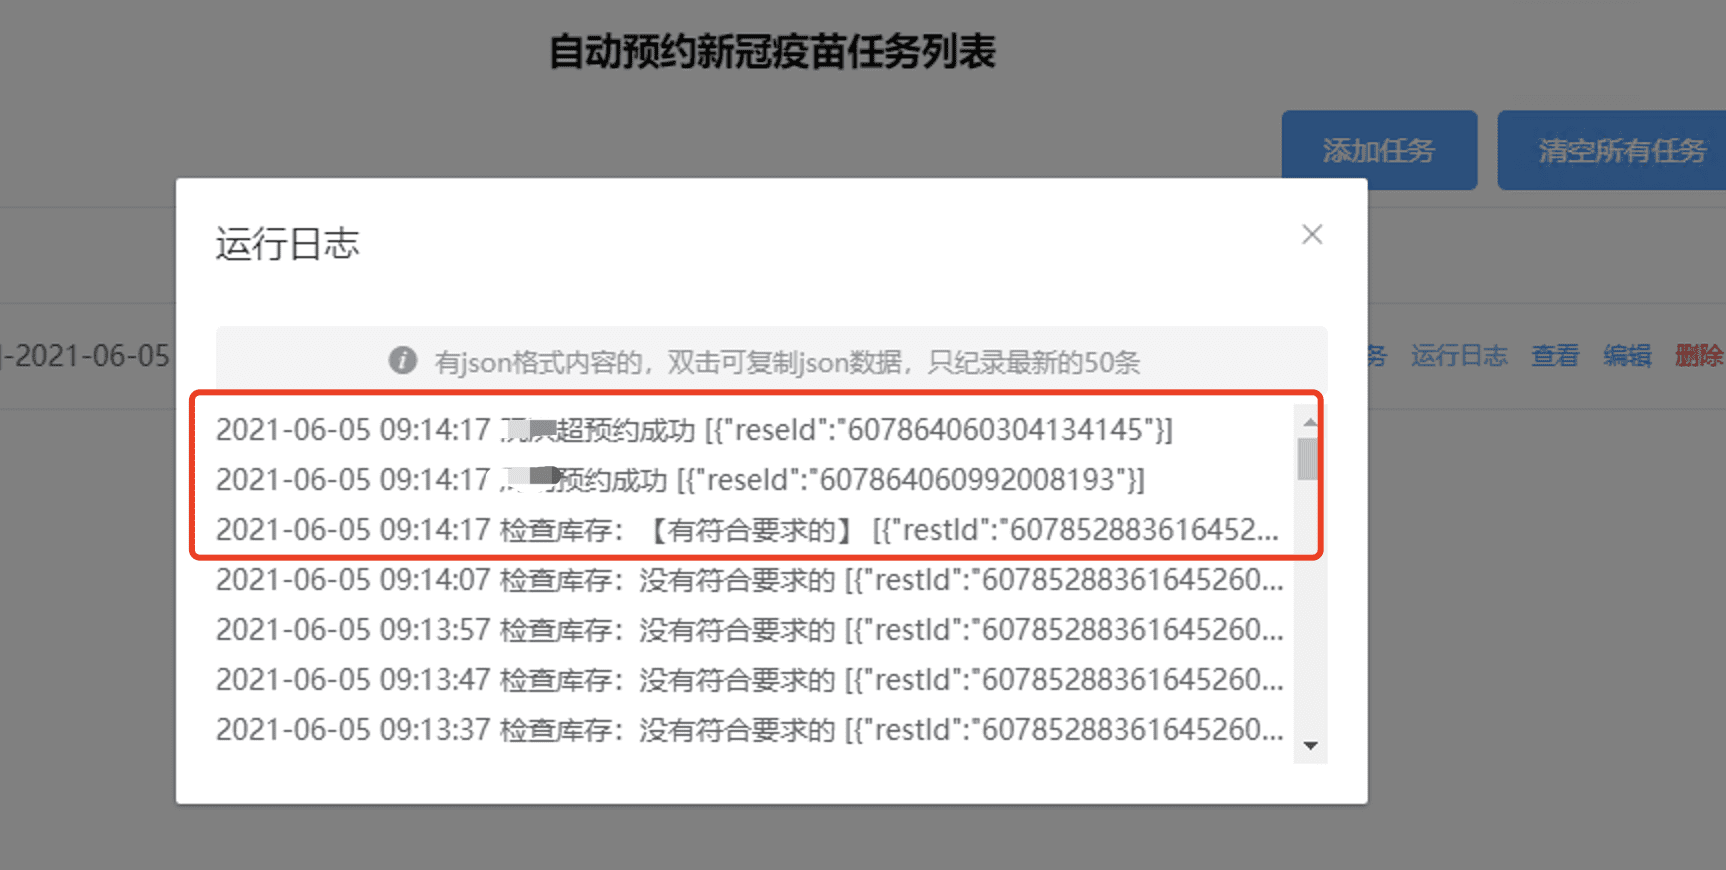 自动预约新冠疫苗任务列表
添加任务 清空所有任务
运行日志
-2021-06-05
务 运行日志 查看 编辑 删除
有json格式内容的，双击可复制json数据，只纪录最新的50条
2021-06-05 09:14:17 超预约成功 [{"reseId":"607864060304134145"}]
2021-06-05 09:14:17 预约成功 [{"reseId":"607864060992008193"}]
2021-06-05 09:14:17 检查库存：【有符合要求的】 [{"restId":"607852883616452...
2021-06-05 09:14:07 检查库存：没有符合要求的 [{"restId":"60785288361645260...
2021-06-05 09:13:57 检查库存：没有符合要求的 [{"restId":"60785288361645260...
2021-06-05 09:13:47 检查库存：没有符合要求的 [{"restId":"60785288361645260...
2021-06-05 09:13:37 检查库存：没有符合要求的 [{"restId":"60785288361645260...